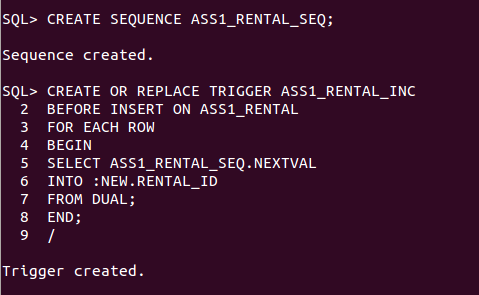 SQL> CREATE SEQUENCE ASS1_RENTAL_SEQ;
Sequence created.
SQL> CREATE OR REPLACE TRIGGER ASS1_RENTAL_INC
2 BEFORE INSERT ON ASS1_RENTAL
3 FOR EACH ROW
4 BEGIN
5 SELECT ASS1_RENTAL_SEQ.NEXTVAL
6 INTO :NEW.RENTAL_ID
7 FROM DUAL;
8 END;
9 /
Trigger created.